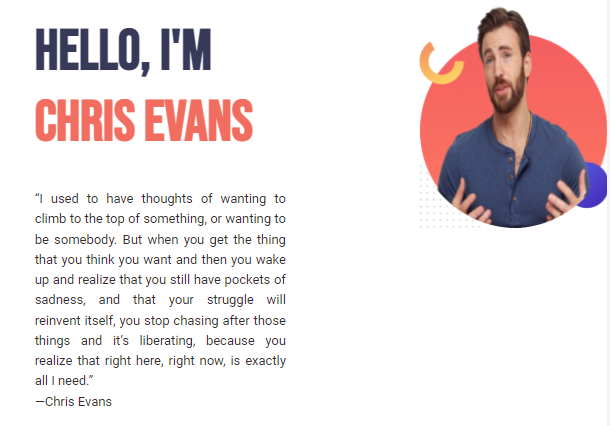 HELLO, I'M
CHRIS EVANS
“I used to have thoughts of wanting to
climb to the top of something, or wanting to
be somebody. But when you get the thing
that you think you want and then you wake
up and realize that you still have pockets of
sadness, and that your struggle will
reinvent itself, you stop chasing after those
things and it’s liberating, because you
realize that right here, right now, is exactly
all I need.”
—Chris Evans